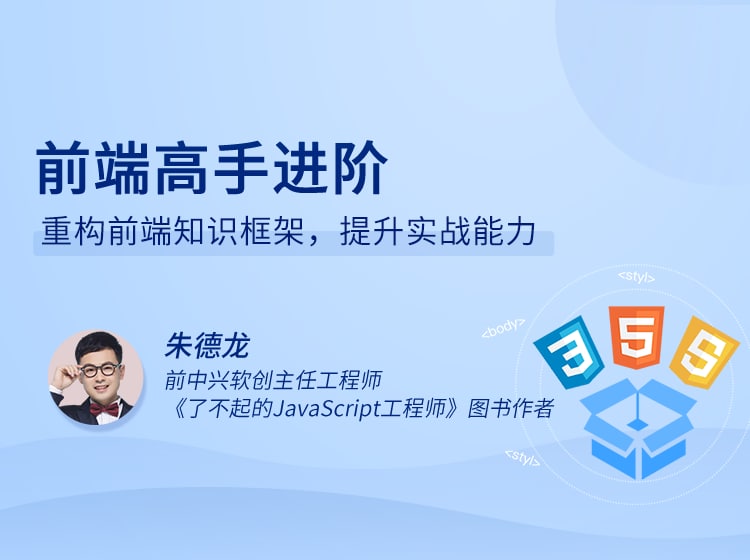 前端高手进阶
重构前端知识框架，提升实战能力
<styl>
<body>
3 5 S
朱德龙
前中兴软创主任工程师
《了不起的JavaScript工程师》图书作者
<styl>